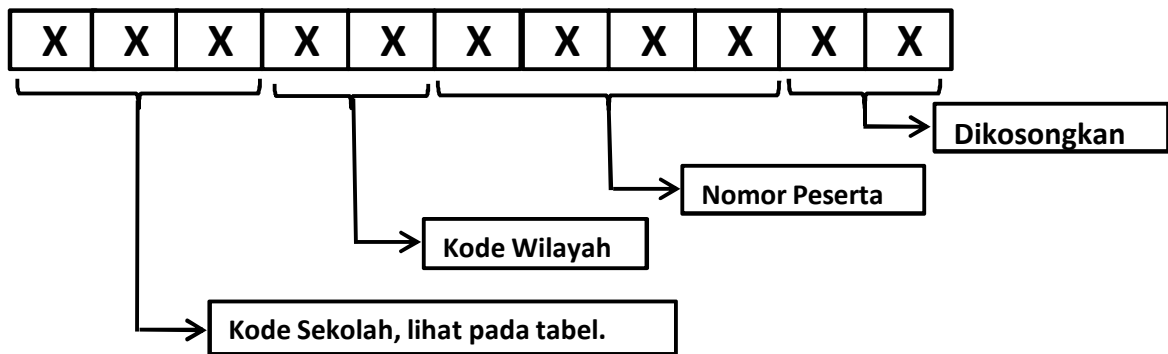 X X X X X X X X X X X
Dikosongkan
Nomor Peserta
Kode Wilayah
Kode Sekolah, lihat pada tabel.